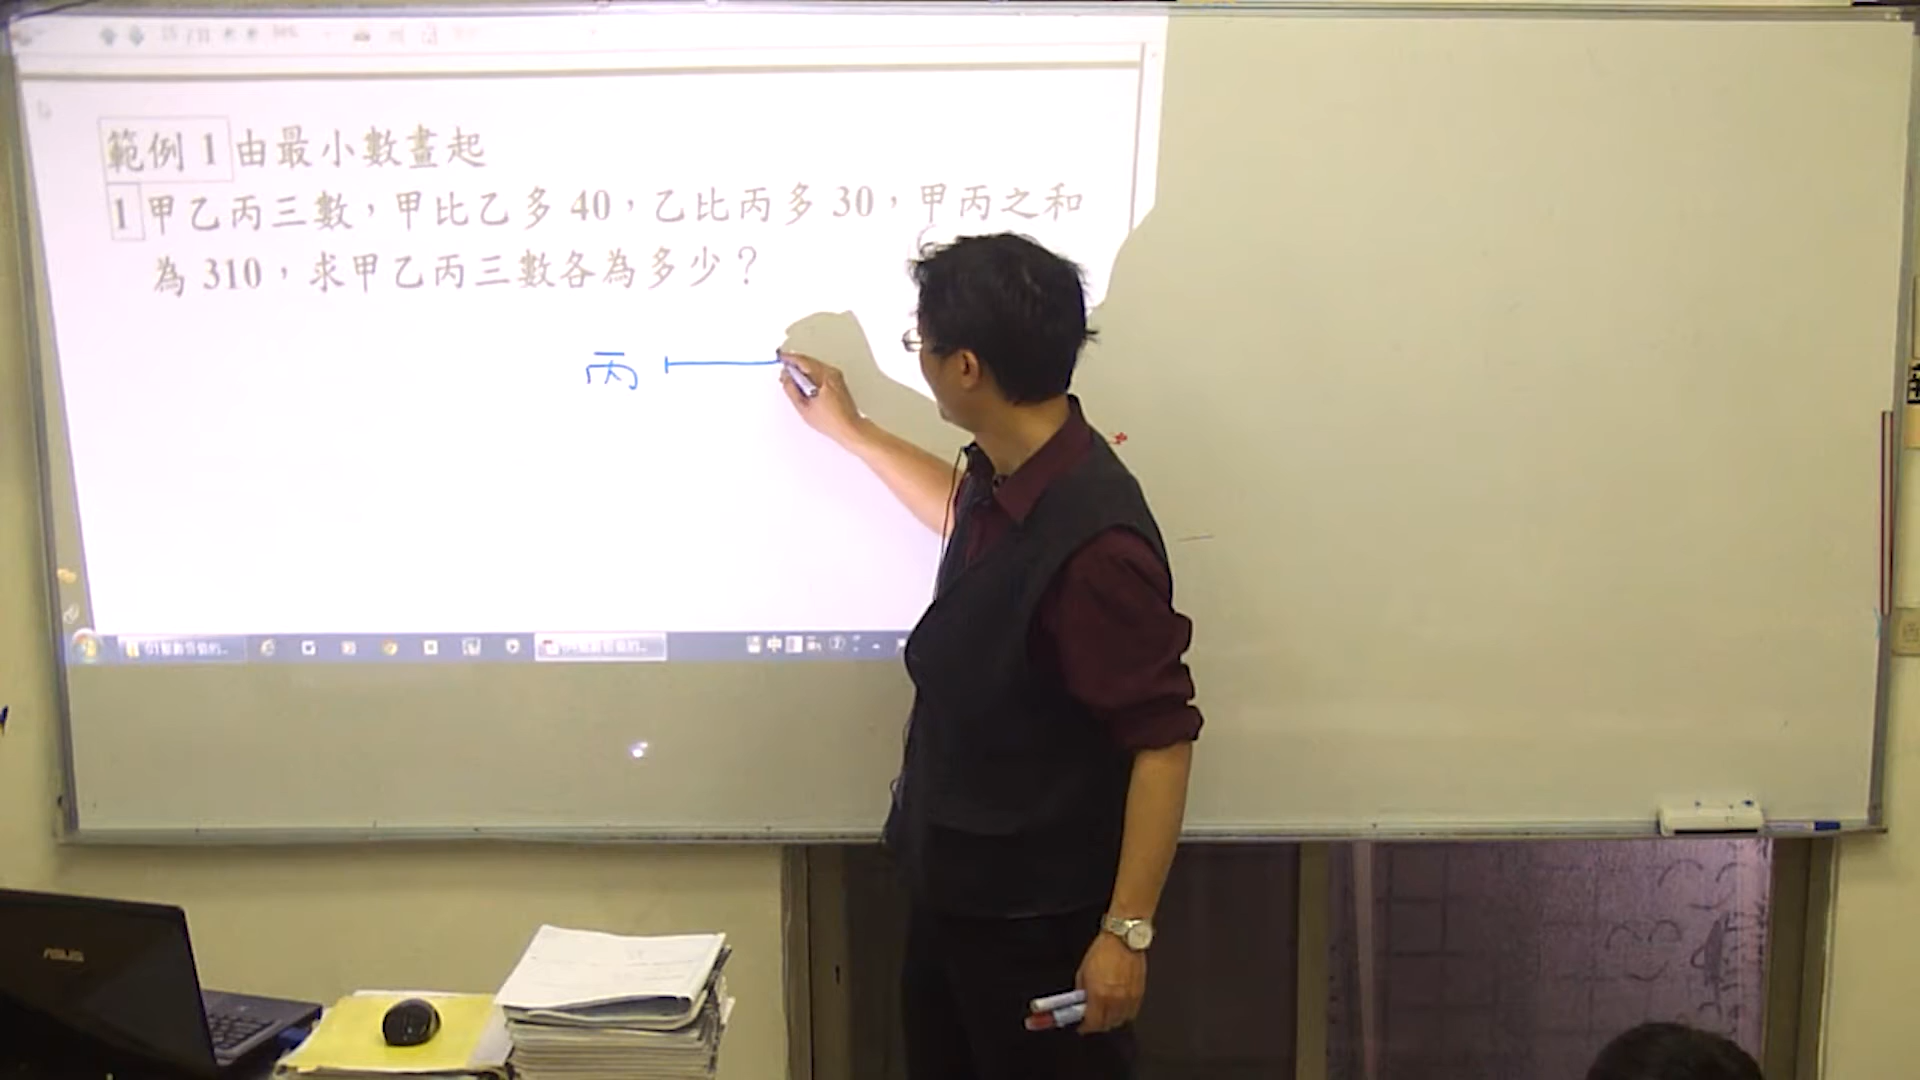 範例 1 由最小數畫起
1 甲乙丙三數，甲比乙多 40，乙比丙多 30，甲丙之和
為 310，求甲乙丙三數各為多少？
丙
中
ASUS